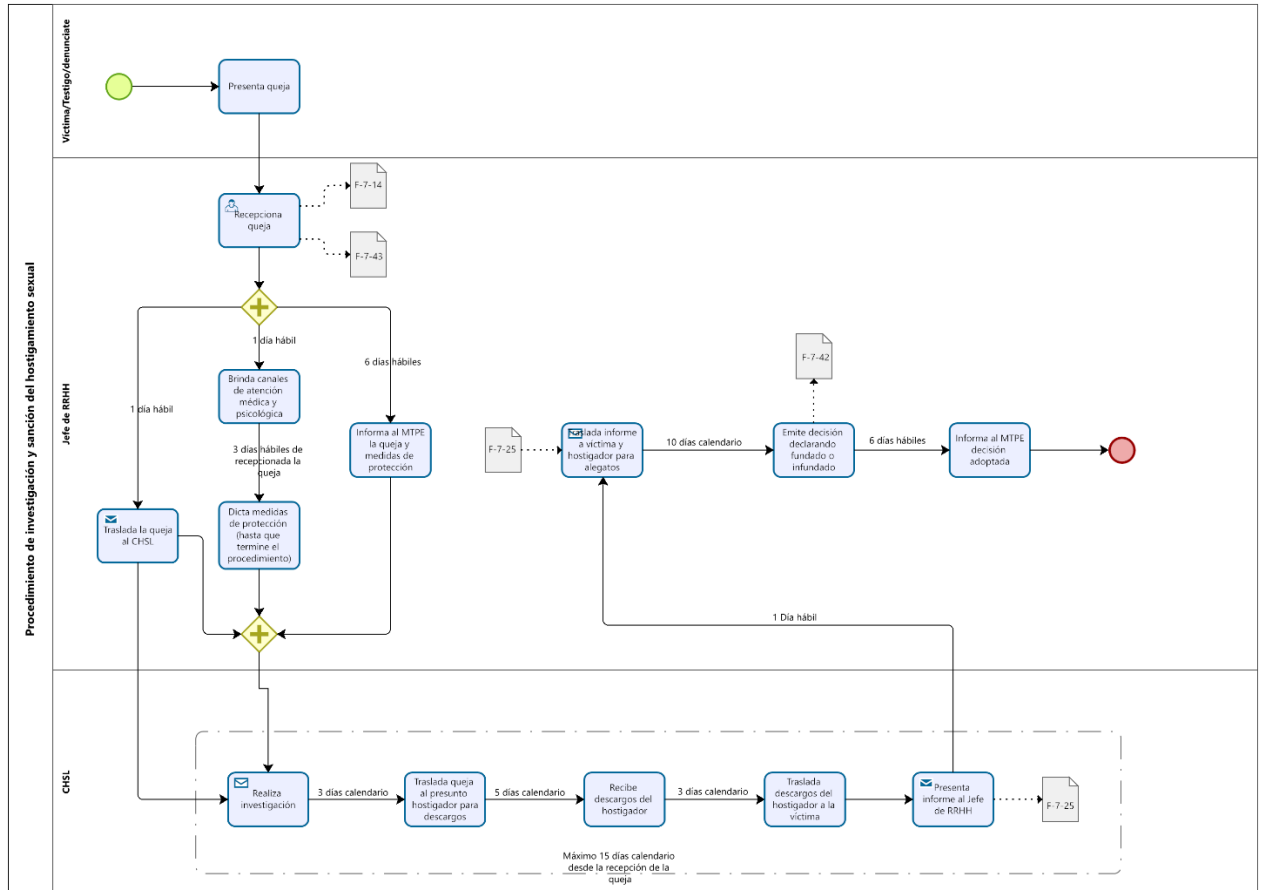 Procedimiento de investigación y sanción del hostigamiento sexual
Víctima/Testigo/denunciate
Presenta queja
Jefe de RRHH
Recepciona
queja
F-7-14
F-7-43
1 día hábil
1 día hábil
6 días hábiles
Brinda canales
de atención
médica y
psicológica
3 días hábiles de
recepcionada la
queja
Informa al MTPE
la queja y
medidas de
protección
Traslada la queja
al CHSL
Dicta medidas
de protección
(hasta que
termine el
procedimiento)
F-7-25
Traslada informe
a víctima y
hostigador para
alegatos
10 días calendario
F-7-42
Emite decisión
declarando
fundado o
infundado
6 días hábiles
Informa al MTPE
decisión
adoptada
1 Día hábil
CHSL
Realiza
investigación
3 días calendario
Traslada queja
al presunto
hostigador para
descargos
5 días calendario
Recibe
descargos del
hostigador
3 días calendario
Traslada
descargos del
hostigador a la
víctima
Presenta
informe al Jefe
de RRHH
F-7-25
Máximo 15 días calendario
desde la recepción de la
queja